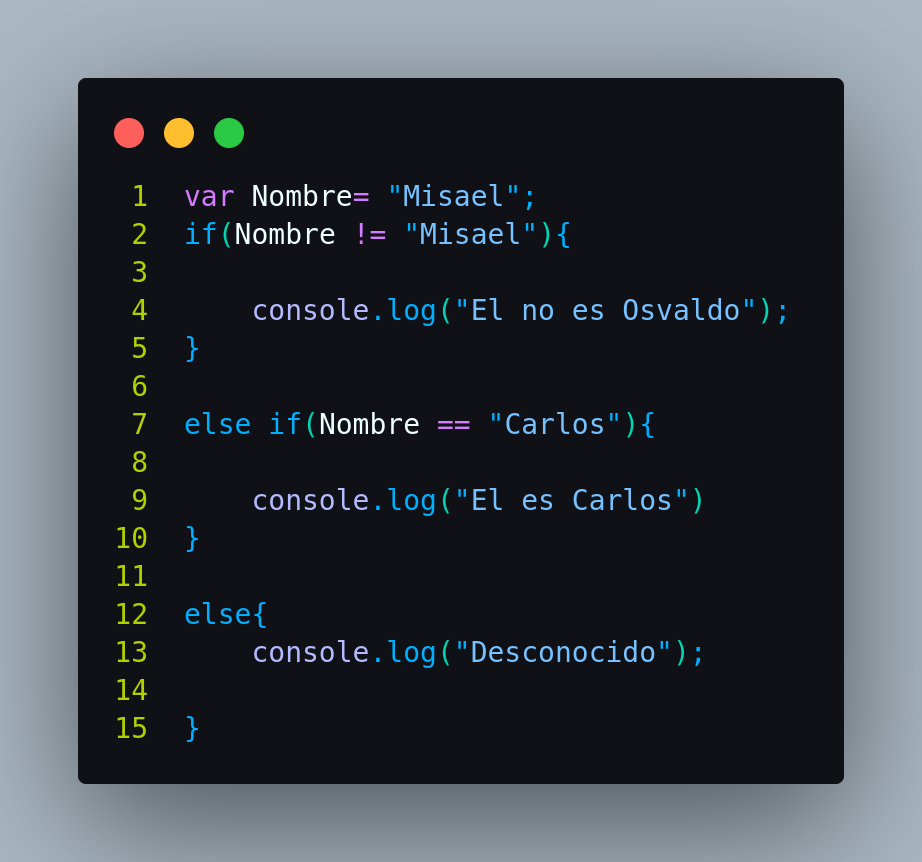 1 var Nombre= "Misael";
2 if(Nombre != "Misael"){
3
4 console.log("El no es Osvaldo");
5 }
6
7 else if(Nombre == "Carlos"){
8
9 console.log("El es Carlos")
10 }
11
12 else{
13 console.log("Desconocido");
14
15 }